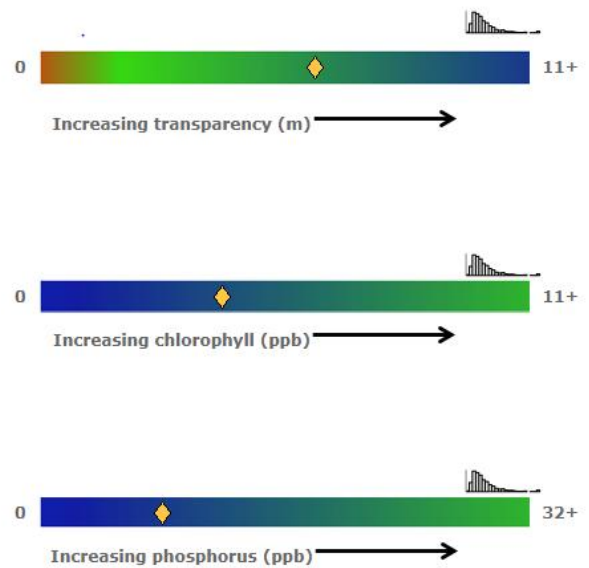 0 11+
Increasing transparency (m)
0 11+
Increasing chlorophyll (ppb)
0 32+
Increasing phosphorus (ppb)